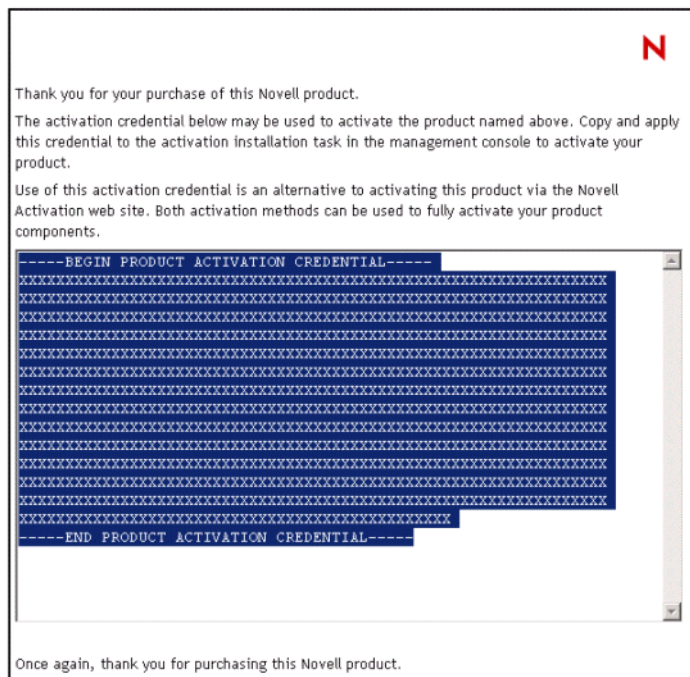 N
Thank you for your purchase of this Novell product.
The activation credential below may be used to activate the product named above. Copy and apply
this credential to the activation installation task in the management console to activate your
product.
Use of this activation credential is an alternative to activating this product via the Novell
Activation web site. Both activation methods can be used to fully activate your product
components.
-----BEGIN PRODUCT ACTIVATION CREDENTIAL-----
XXXXXXXXXXXXXXXXXXXXXXXXXXXXXXXXXXXXXXXXXXXXXXXXXXXXXXXXXXXXXXXX
XXXXXXXXXXXXXXXXXXXXXXXXXXXXXXXXXXXXXXXXXXXXXXXXXXXXXXXXXXXXXXXX
XXXXXXXXXXXXXXXXXXXXXXXXXXXXXXXXXXXXXXXXXXXXXXXXXXXXXXXXXXXXXXXX
XXXXXXXXXXXXXXXXXXXXXXXXXXXXXXXXXXXXXXXXXXXXXXXXXXXXXXXXXXXXXXXX
XXXXXXXXXXXXXXXXXXXXXXXXXXXXXXXXXXXXXXXXXXXXXXXXXXXXXXXXXXXXXXXX
XXXXXXXXXXXXXXXXXXXXXXXXXXXXXXXXXXXXXXXXXXXXXXXXXXXXXXXXXXXXXXXX
XXXXXXXXXXXXXXXXXXXXXXXXXXXXXXXXXXXXXXXXXXXXXXXXXXXXXXXXXXXXXXXX
XXXXXXXXXXXXXXXXXXXXXXXXXXXXXXXXXXXXXXXXXXXXXXXXXXXXXXXXXXXXXXXX
XXXXXXXXXXXXXXXXXXXXXXXXXXXXXXXXXXXXXXXXXXXXXXXXXXXXXXXXXXXXXXXX
XXXXXXXXXXXXXXXXXXXXXXXXXXXXXXXXXXXXXXXXXXXXXXXXXXXXXXXXXXXXXXXX
XXXXXXXXXXXXXXXXXXXXXXXXXXXXXXXXXXXXXXXXXXXXXXXXXXXXXXXXXXXXXXXX
XXXXXXXXXXXXXXXXXXXXXXXXXXXXXXXXXXXXXXXXXXXXXXXXXXXXXXXXXXXXXXXX
XXXXXXXXXXXXXXXXXXXXXXXXXXXXXXXXXXXXXXXXXXXXXXXXXXXXXXXXXXXXXXXX
XXXXXXXXXXXXXXXXXXXXXXXXXXXXXXXXXXXXXXXXXXXXXXX
-----END PRODUCT ACTIVATION CREDENTIAL-----
Once again, thank you for purchasing this Novell product.